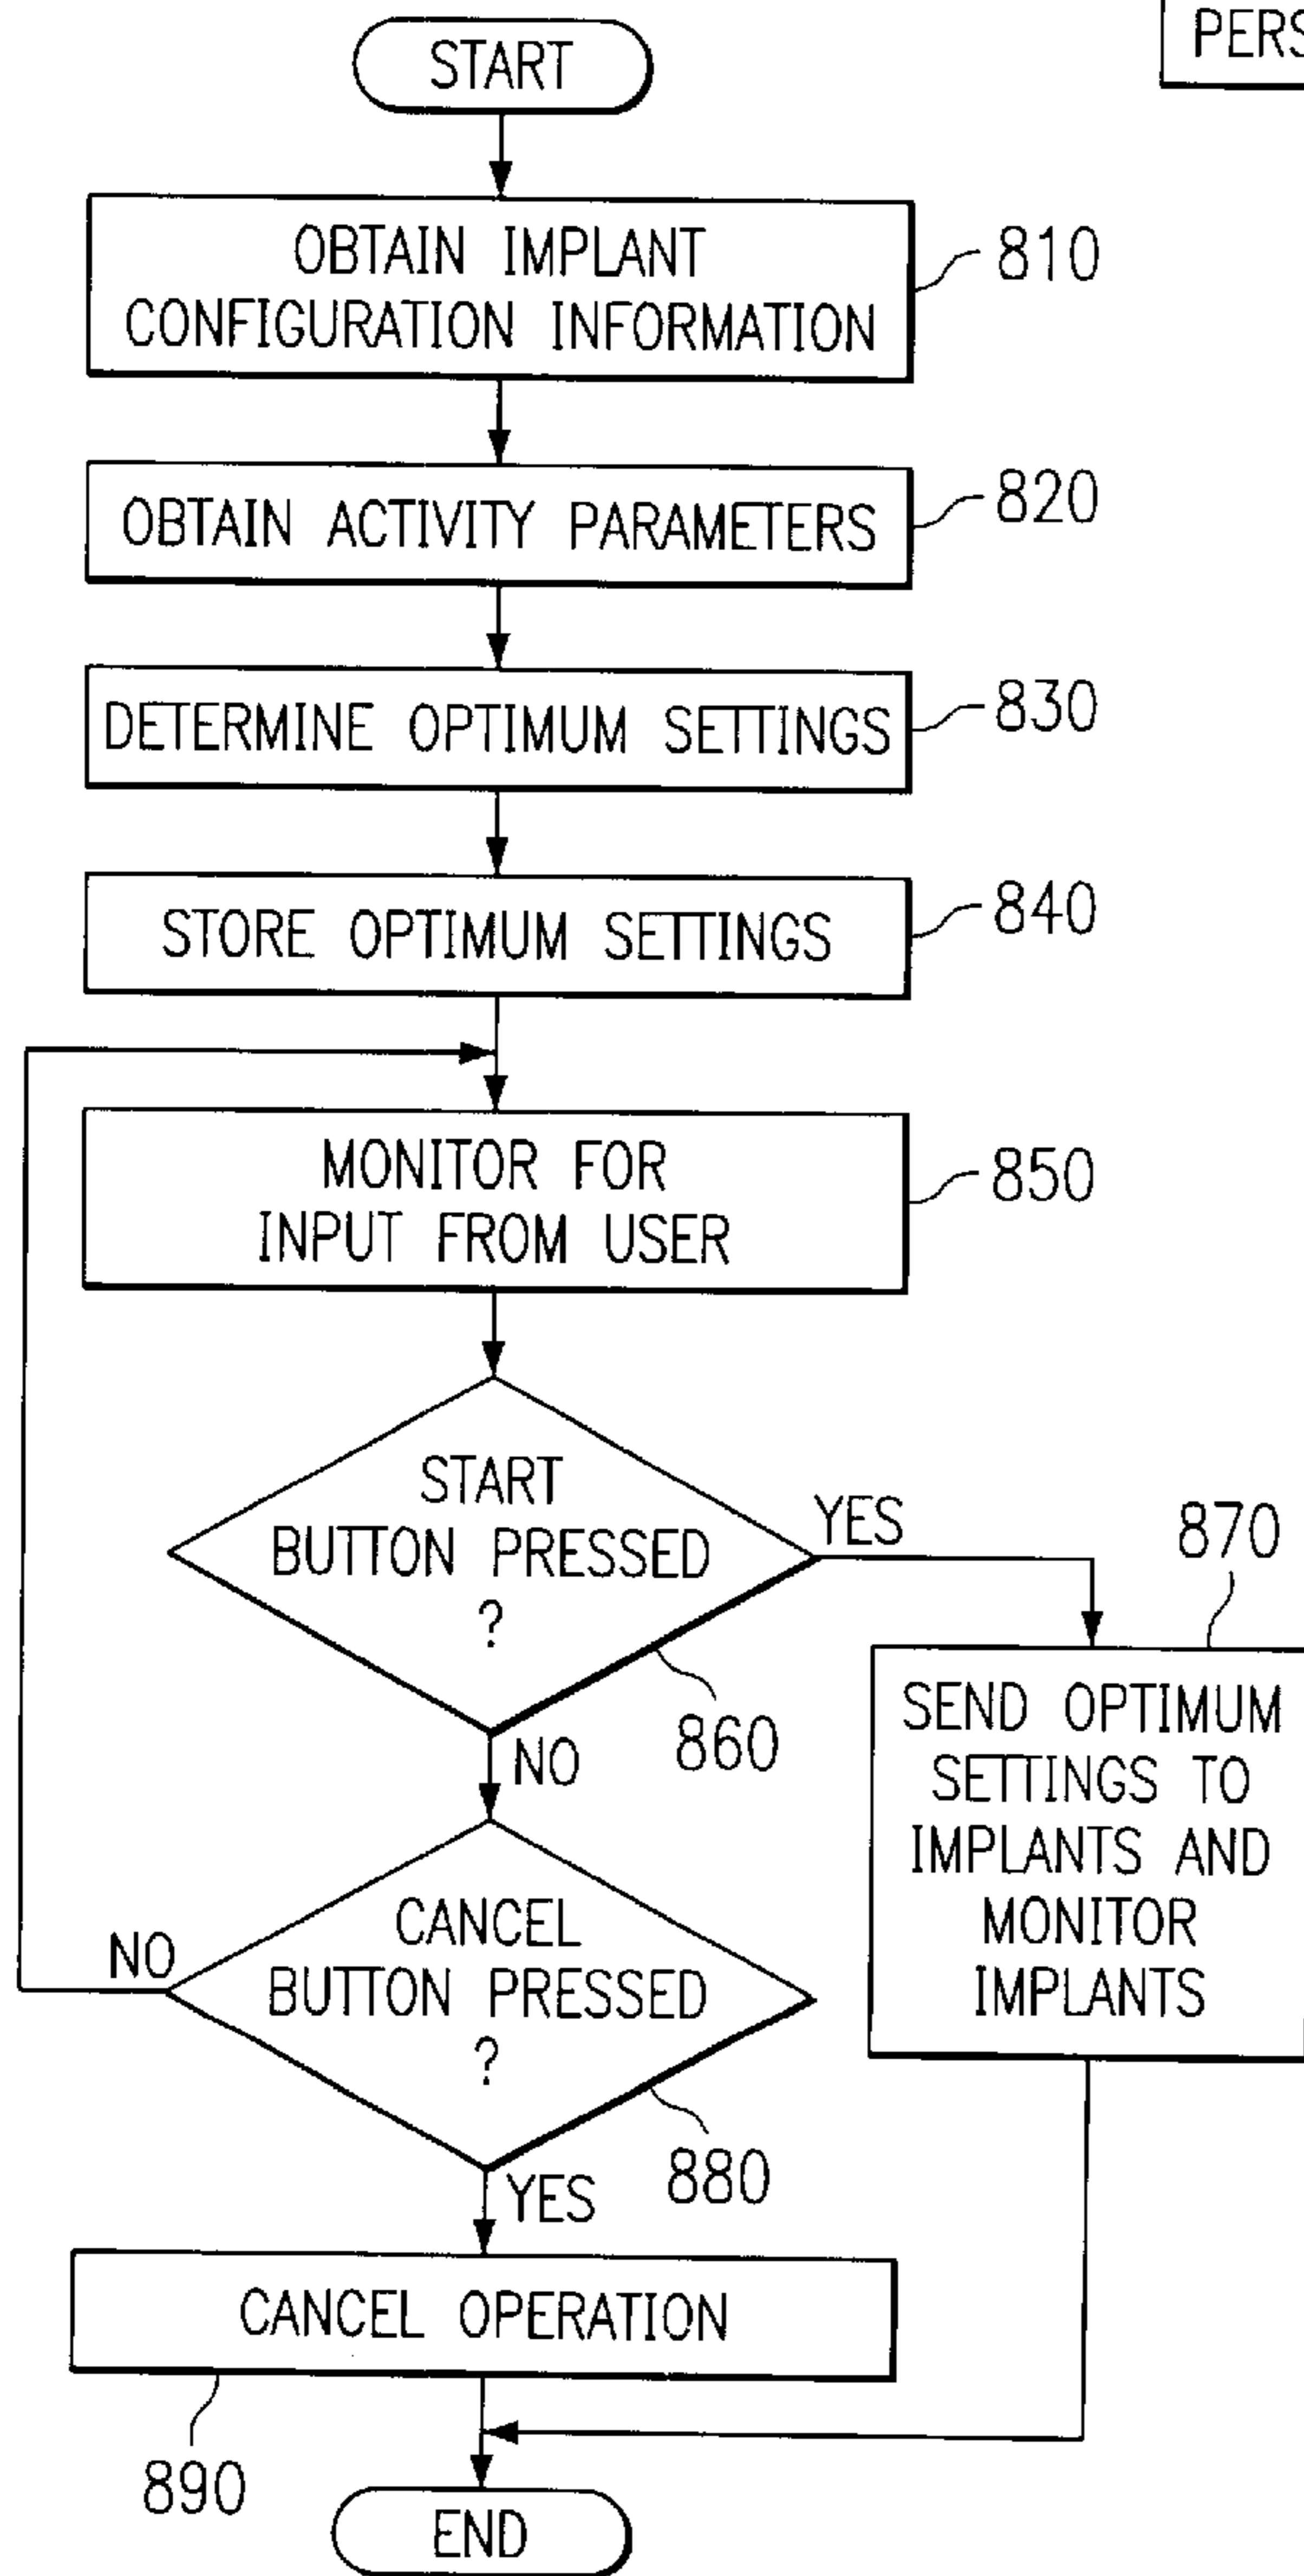 START
OBTAIN IMPLANT
CONFIGURATION INFORMATION
810
OBTAIN ACTIVITY PARAMETERS
820
DETERMINE OPTIMUM SETTINGS
830
STORE OPTIMUM SETTINGS
840
MONITOR FOR
INPUT FROM USER
850
START
BUTTON PRESSED
?
YES
860
NO
870
SEND OPTIMUM
SETTINGS TO
IMPLANTS AND
MONITOR
IMPLANTS
CANCEL
BUTTON PRESSED
?
NO
880
YES
CANCEL OPERATION
890
END